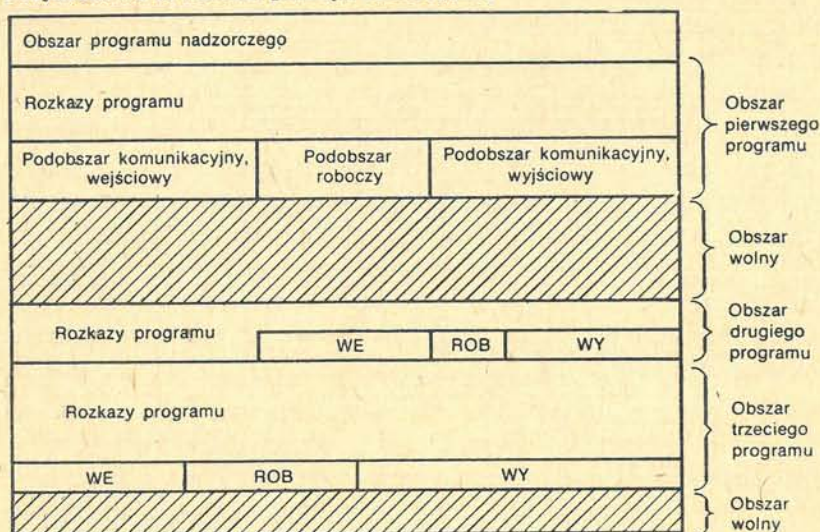 Obszar programu nadzorczego
Rozkazy programu
Obszar
pierwszego
programu
Podobszar komunikacyjny,
wejściowy
Podobszar
roboczy
Podobszar komunikacyjny,
wyjściowy
Obszar
wolny
Rozkazy programu
WE
ROB
WY
Obszar
drugiego
programu
Rozkazy programu
Obszar
trzeciego
programu
WE
ROB
WY
Obszar
wolny